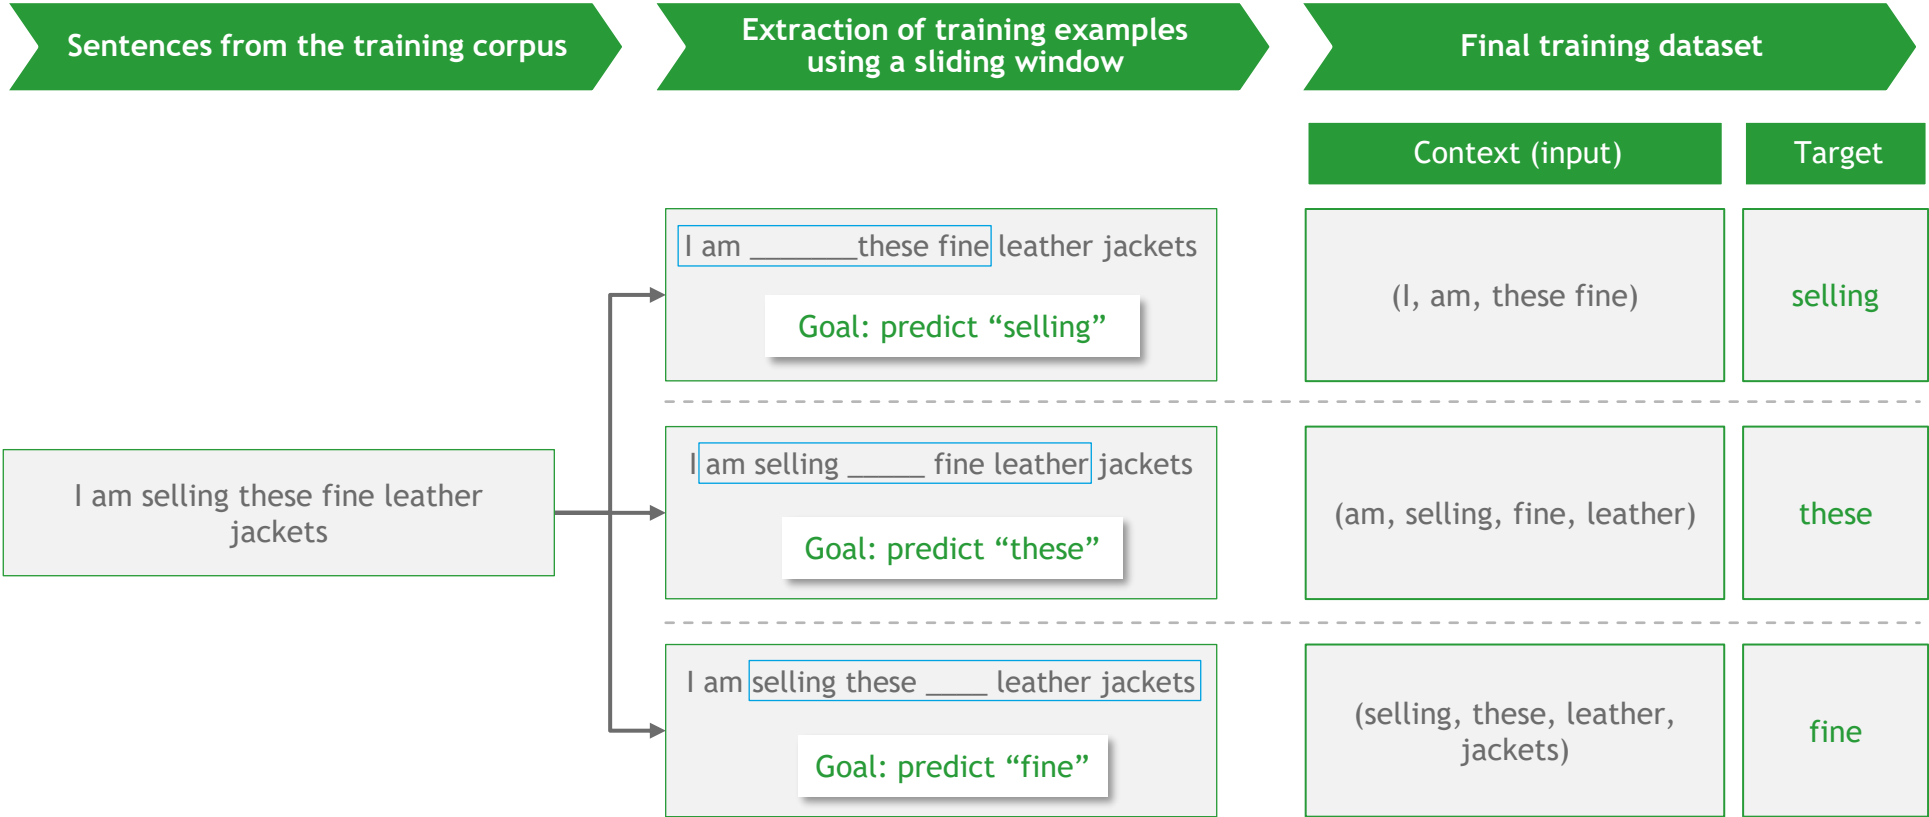 Sentences from the training corpus
Extraction of training examples
using a sliding window
Final training dataset
Context (input)
Target
I am _______these fine leather jackets
Goal: predict “selling”
(I, am, these fine)
selling
I am selling these fine leather
jackets
I am selling _____ fine leather jackets
Goal: predict “these”
(am, selling, fine, leather)
these
I am selling these ____ leather jackets
Goal: predict “fine”
(selling, these, leather,
jackets)
fine